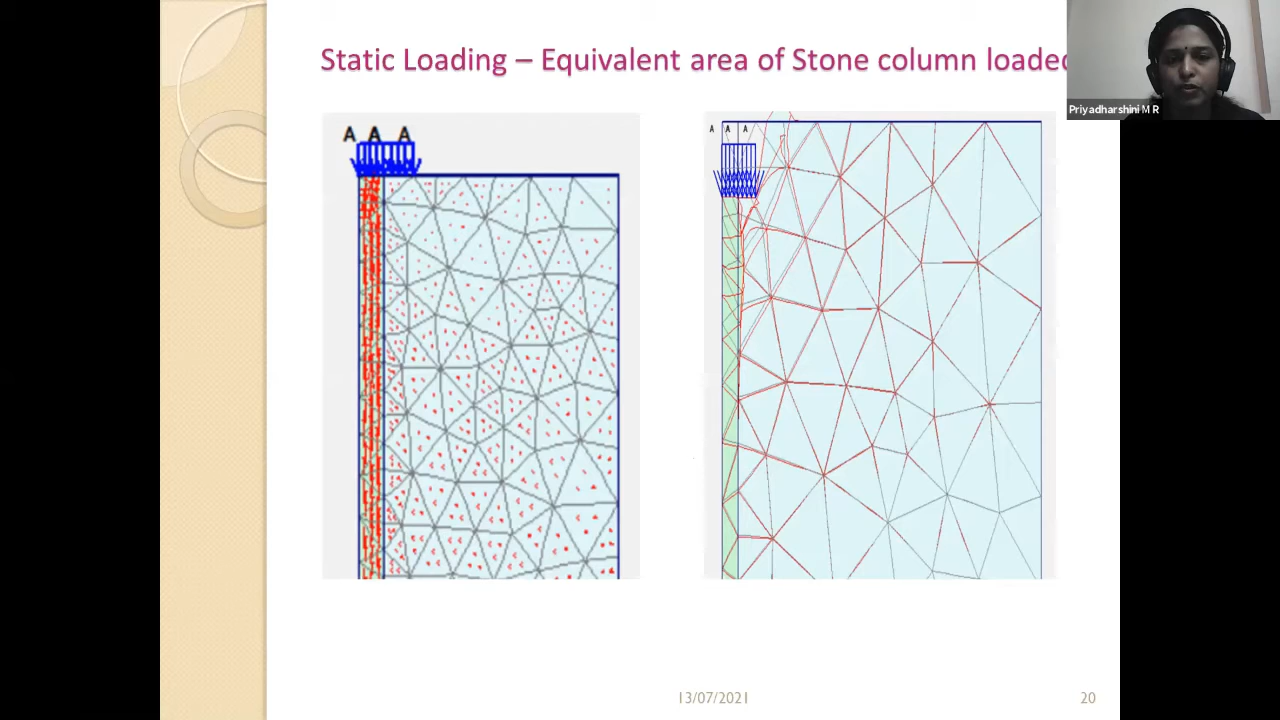 Static Loading – Equivalent area of Stone column loaded
Priyadharshini M R
A A A
A A A
13/07/2021
20